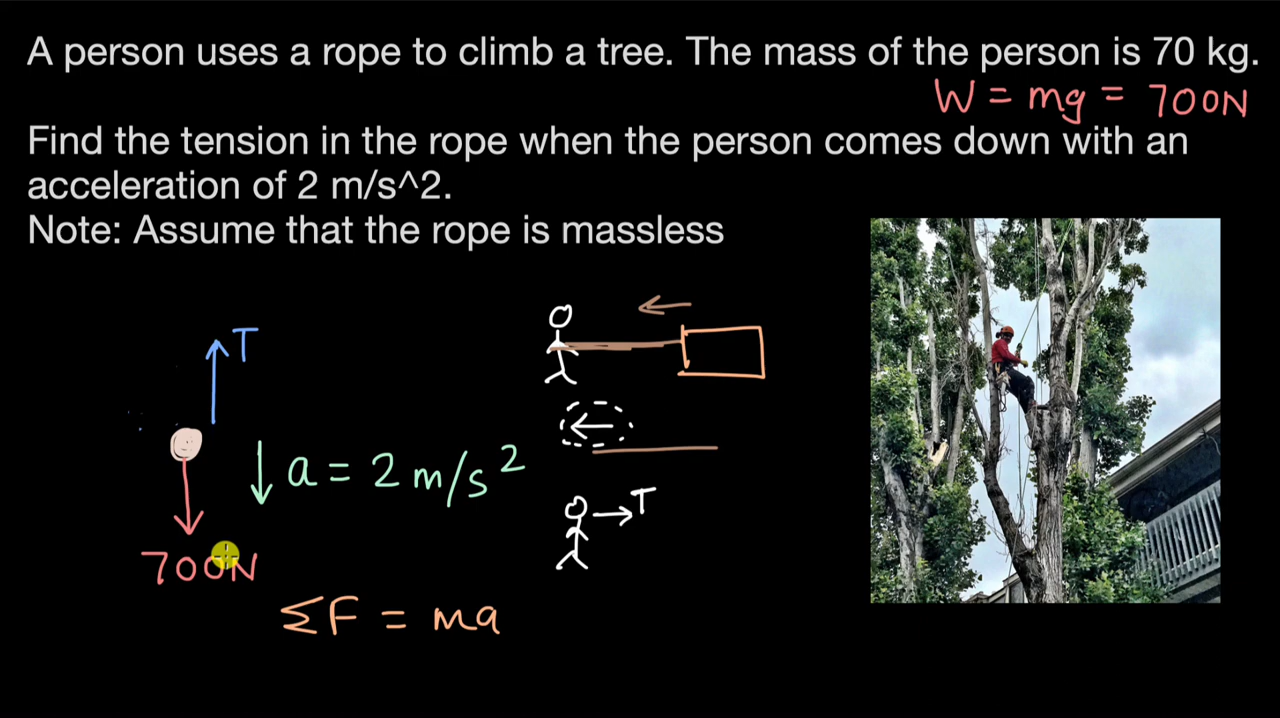 A person uses a rope to climb a tree. The mass of the person is 70 kg.
W = mg = 700N
Find the tension in the rope when the person comes down with an
acceleration of 2 m/s^2.
Note: Assume that the rope is massless
T
a = 2 m/s²
T
700N
ΣF = ma